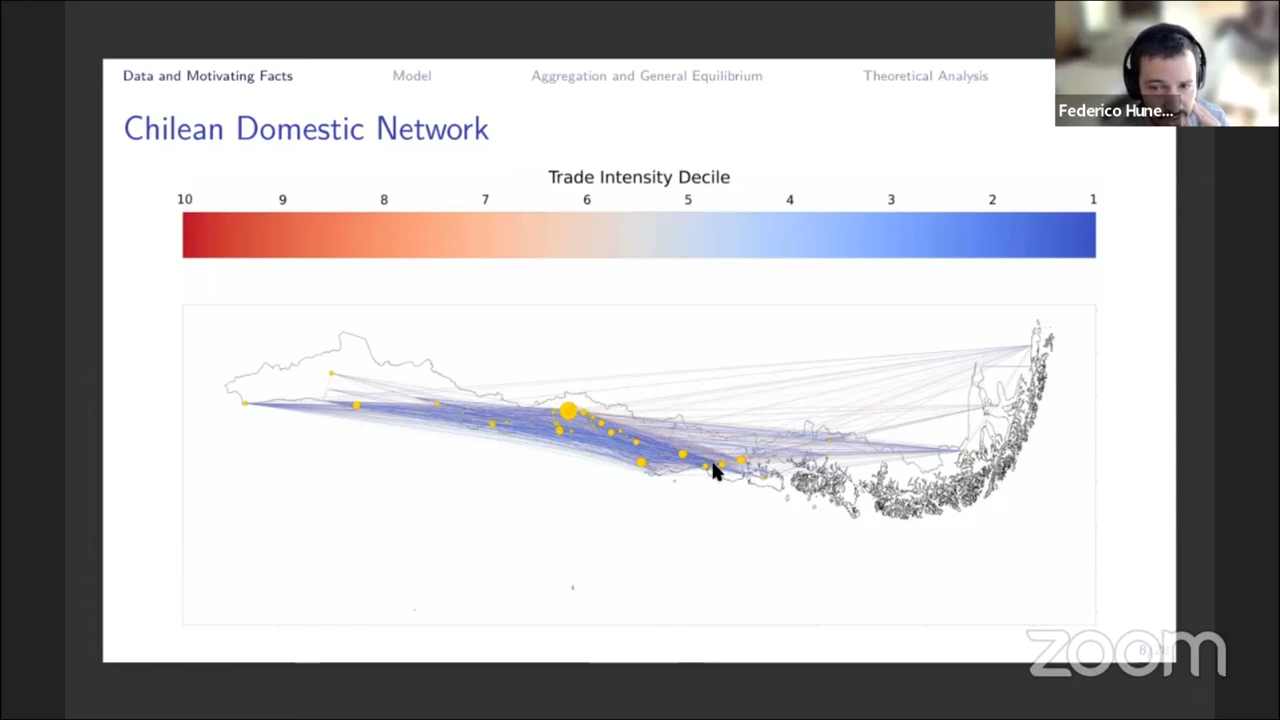 Data and Motivating Facts Model Aggregation and General Equilibrium Theoretical Analysis
Federico Hune...
Chilean Domestic Network
Trade Intensity Decile
10 9 8 7 6 5 4 3 2 1
zoom